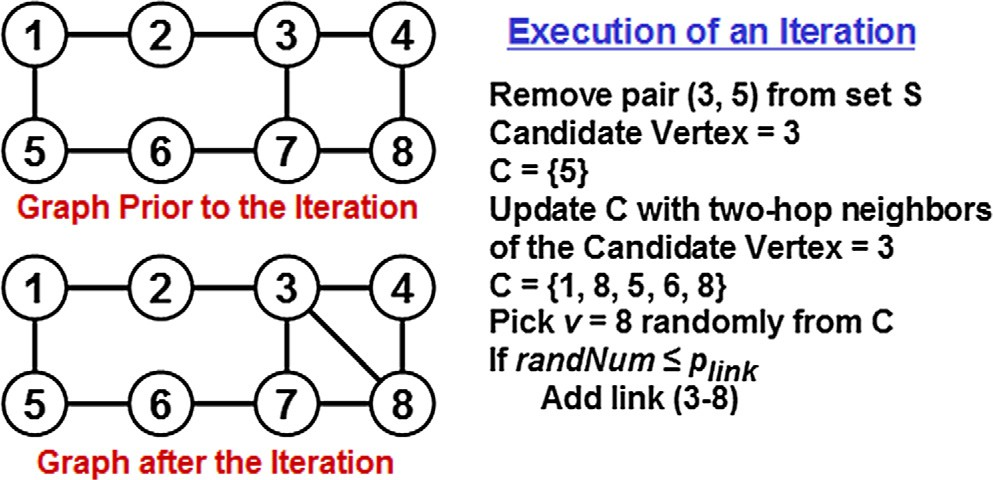 1 2 3 4
5 6 7 8
Graph Prior to the Iteration
1 2 3 4
5 6 7 8
Graph after the Iteration
Execution of an Iteration
Remove pair (3, 5) from set S
Candidate Vertex = 3
C = {5}
Update C with two-hop neighbors
of the Candidate Vertex = 3
C = {1, 8, 5, 6, 8}
Pick v = 8 randomly from C
If randNum ≤ plink
Add link (3-8)